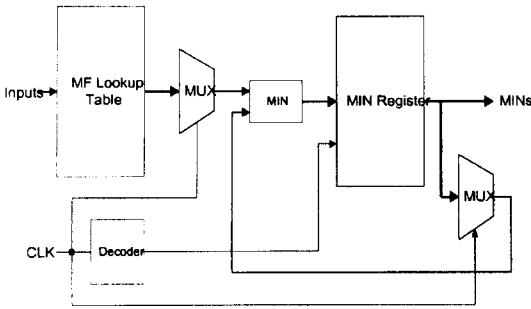 Inputs
MF Lookup
Table
MUX
MIN
MIN Register
MINs
MUX
CLK
Decoder